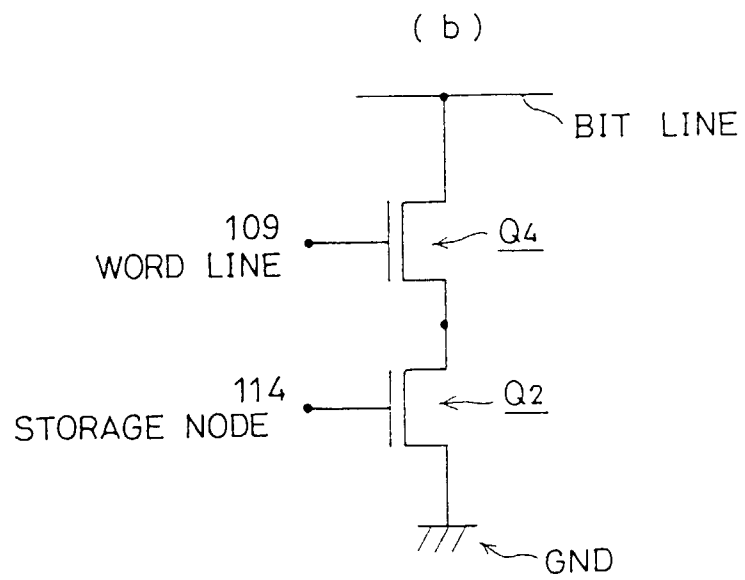 ( b )
BIT LINE
109
WORD LINE
Q4
114
STORAGE NODE
Q2
GND